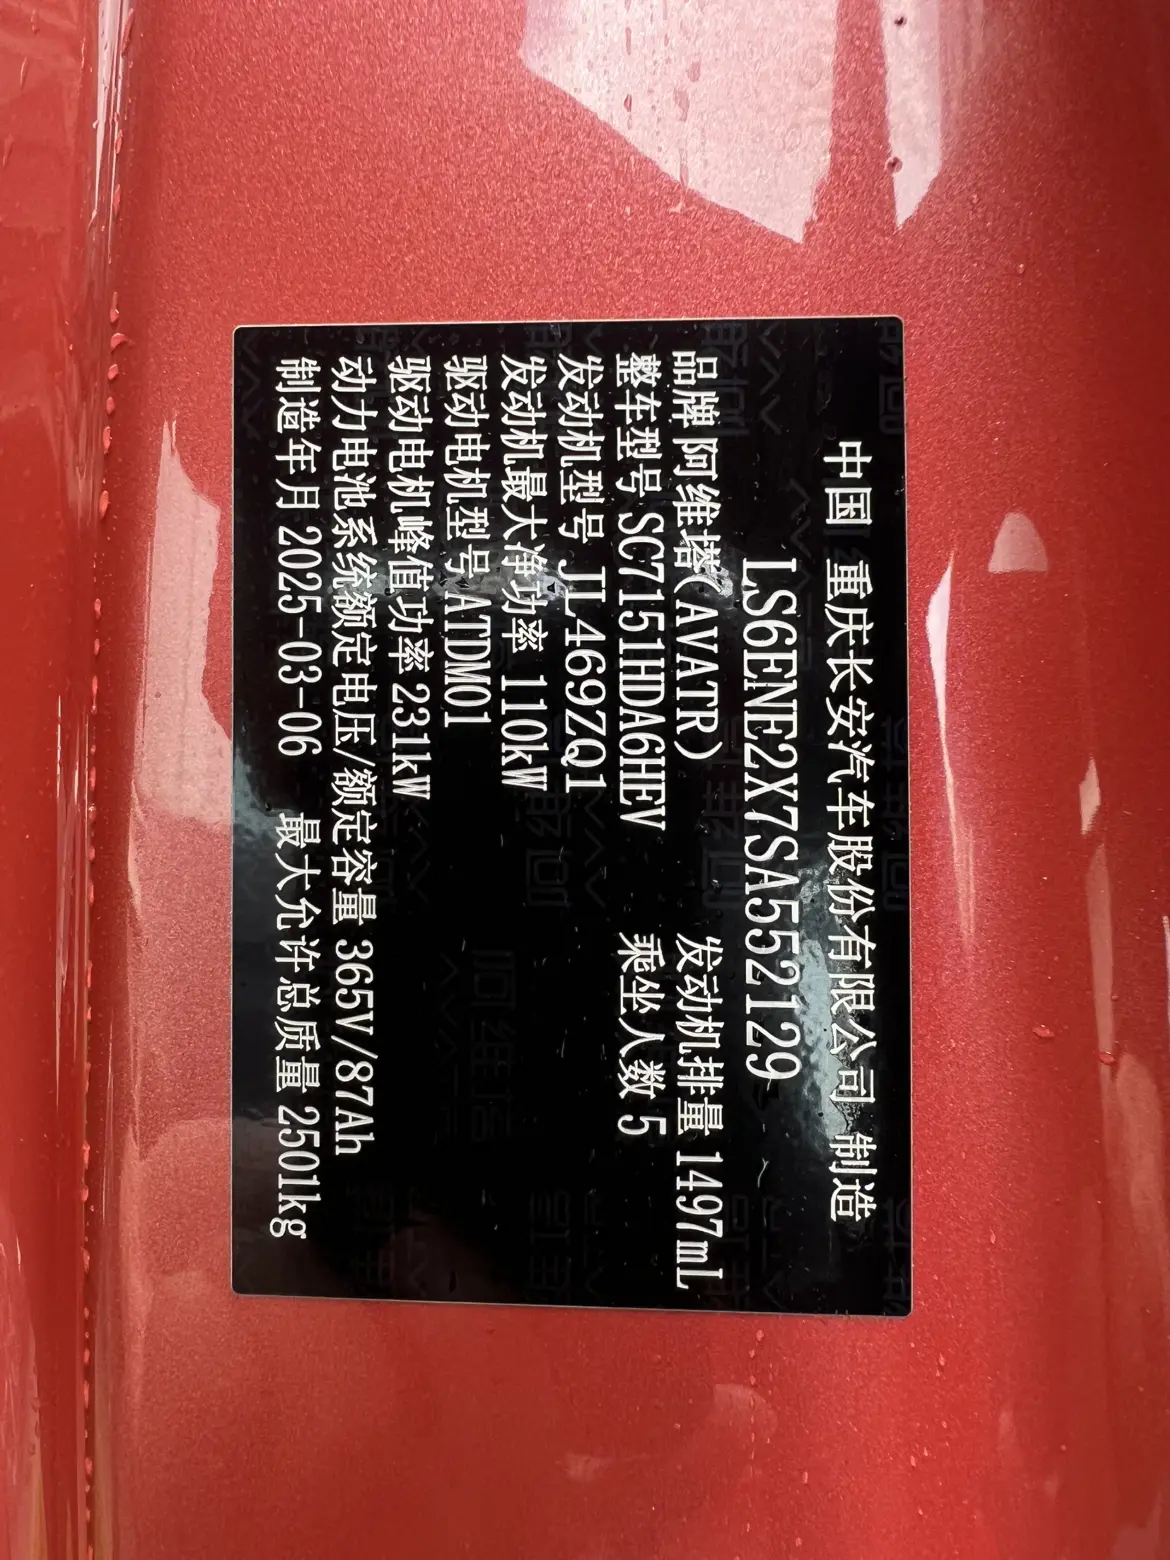 中国 重庆长安汽车股份有限公司 制造
LS6ENE2X7SA552129
品牌 阿维塔(AVATR) 发动机排量 1497mL
整车型号 SC7151HDA6HEV 乘坐人数 5
发动机型号 JL469ZQ1
发动机最大净功率 110kW
驱动电机型号 ATDM01
驱动电机峰值功率 231kW
动力电池系统额定电压/额定容量 365V/87Ah
制造年月 2025-03-06 最大允许总质量 2501kg